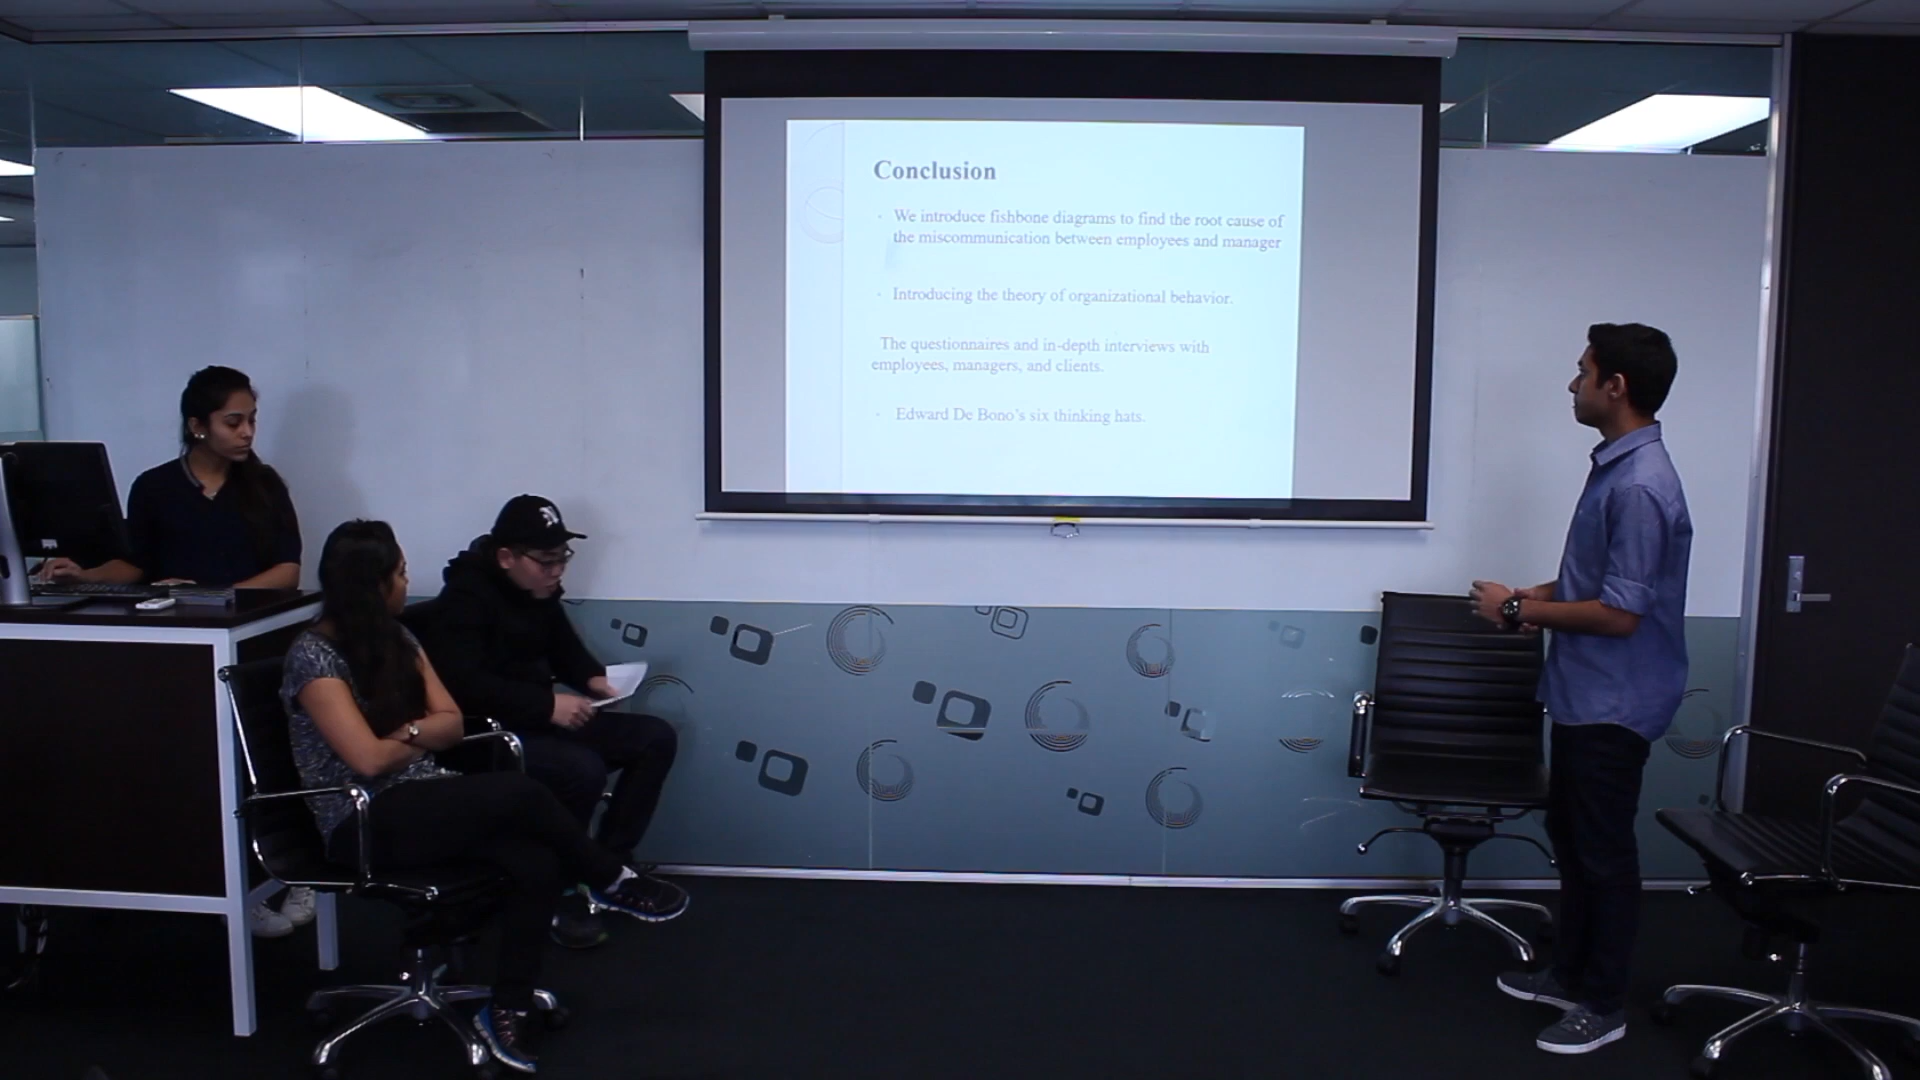 Conclusion
We introduce fishbone diagrams to find the root cause of
the miscommunication between employees and manager
Introducing the theory of organizational behavior.
The questionnaires and in-depth interviews with
employees, managers, and clients.
Edward De Bono's six thinking hats.